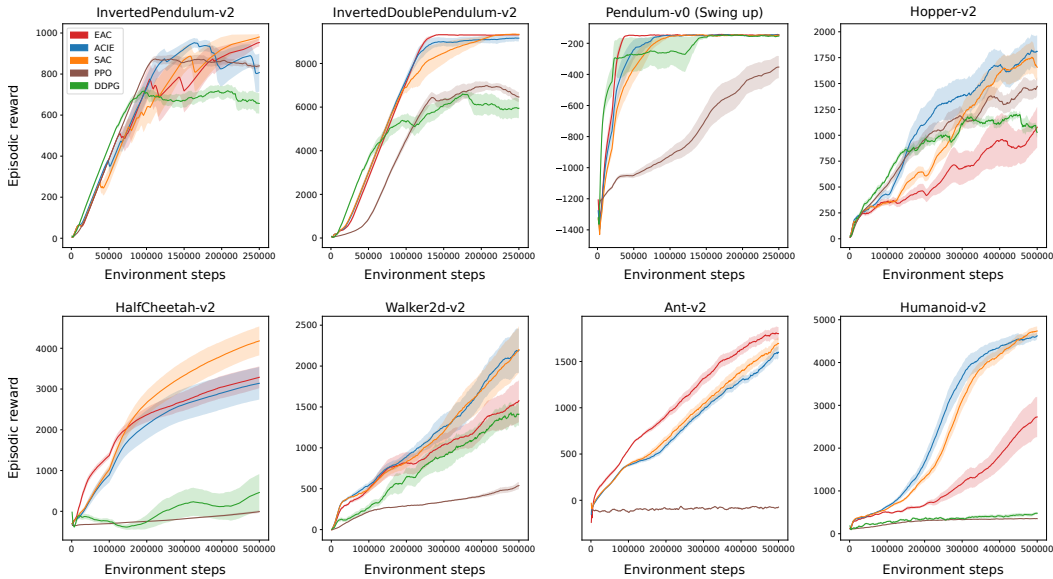 InvertedPendulum-v2
InvertedDoublePendulum-v2
Pendulum-v0 (Swing up)
Hopper-v2
EAC
ACIE
SAC
PPO
DDPG
Episodic reward
1000
800
600
400
200
0
0 50000 100000 150000 200000 250000
Environment steps
8000
6000
4000
2000
0
0 50000 100000 150000 200000 250000
Environment steps
−200
−400
−600
−800
−1000
−1200
−1400
0 50000 100000 150000 200000 250000
Environment steps
2000
1750
1500
1250
1000
750
500
250
0
0 100000 200000 300000 400000 500000
Environment steps
HalfCheetah-v2
Walker2d-v2
Ant-v2
Humanoid-v2
Episodic reward
4000
3000
2000
1000
0
0 100000 200000 300000 400000 500000
Environment steps
2500
2000
1500
1000
500
0
0 100000 200000 300000 400000 500000
Environment steps
1500
1000
500
0
0 100000 200000 300000 400000 500000
Environment steps
5000
4000
3000
2000
1000
0
0 100000 200000 300000 400000 500000
Environment steps